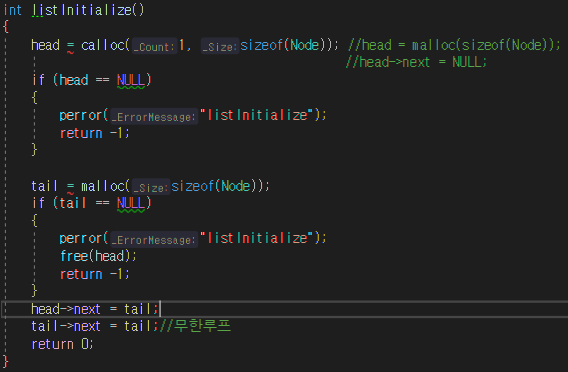 int listInitialize()
{
head = calloc(_Count:1, _Size:sizeof(Node)); //head = malloc(sizeof(Node));
//head->next = NULL;
if (head == NULL)
{
perror(_ErrorMessage:"listInitialize");
return -1;
}
tail = malloc(_Size:sizeof(Node));
if (tail == NULL)
{
perror(_ErrorMessage:"listInitialize");
free(head);
return -1;
}
head->next = tail;
tail->next = tail;//무한루프
return 0;
}